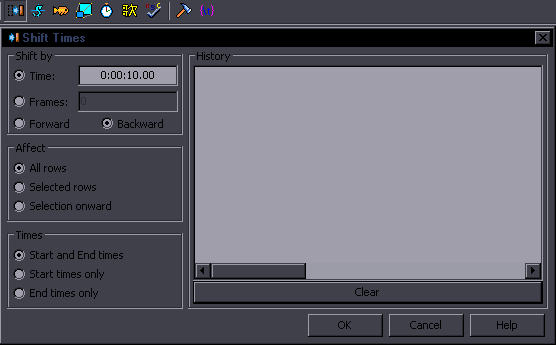 Shift Times
Shift by
Time: 0:00:10.00
Frames: 0
Forward Backward
Affect
All rows
Selected rows
Selection onward
Times
Start and End times
Start times only
End times only
History
Clear
OK Cancel Help